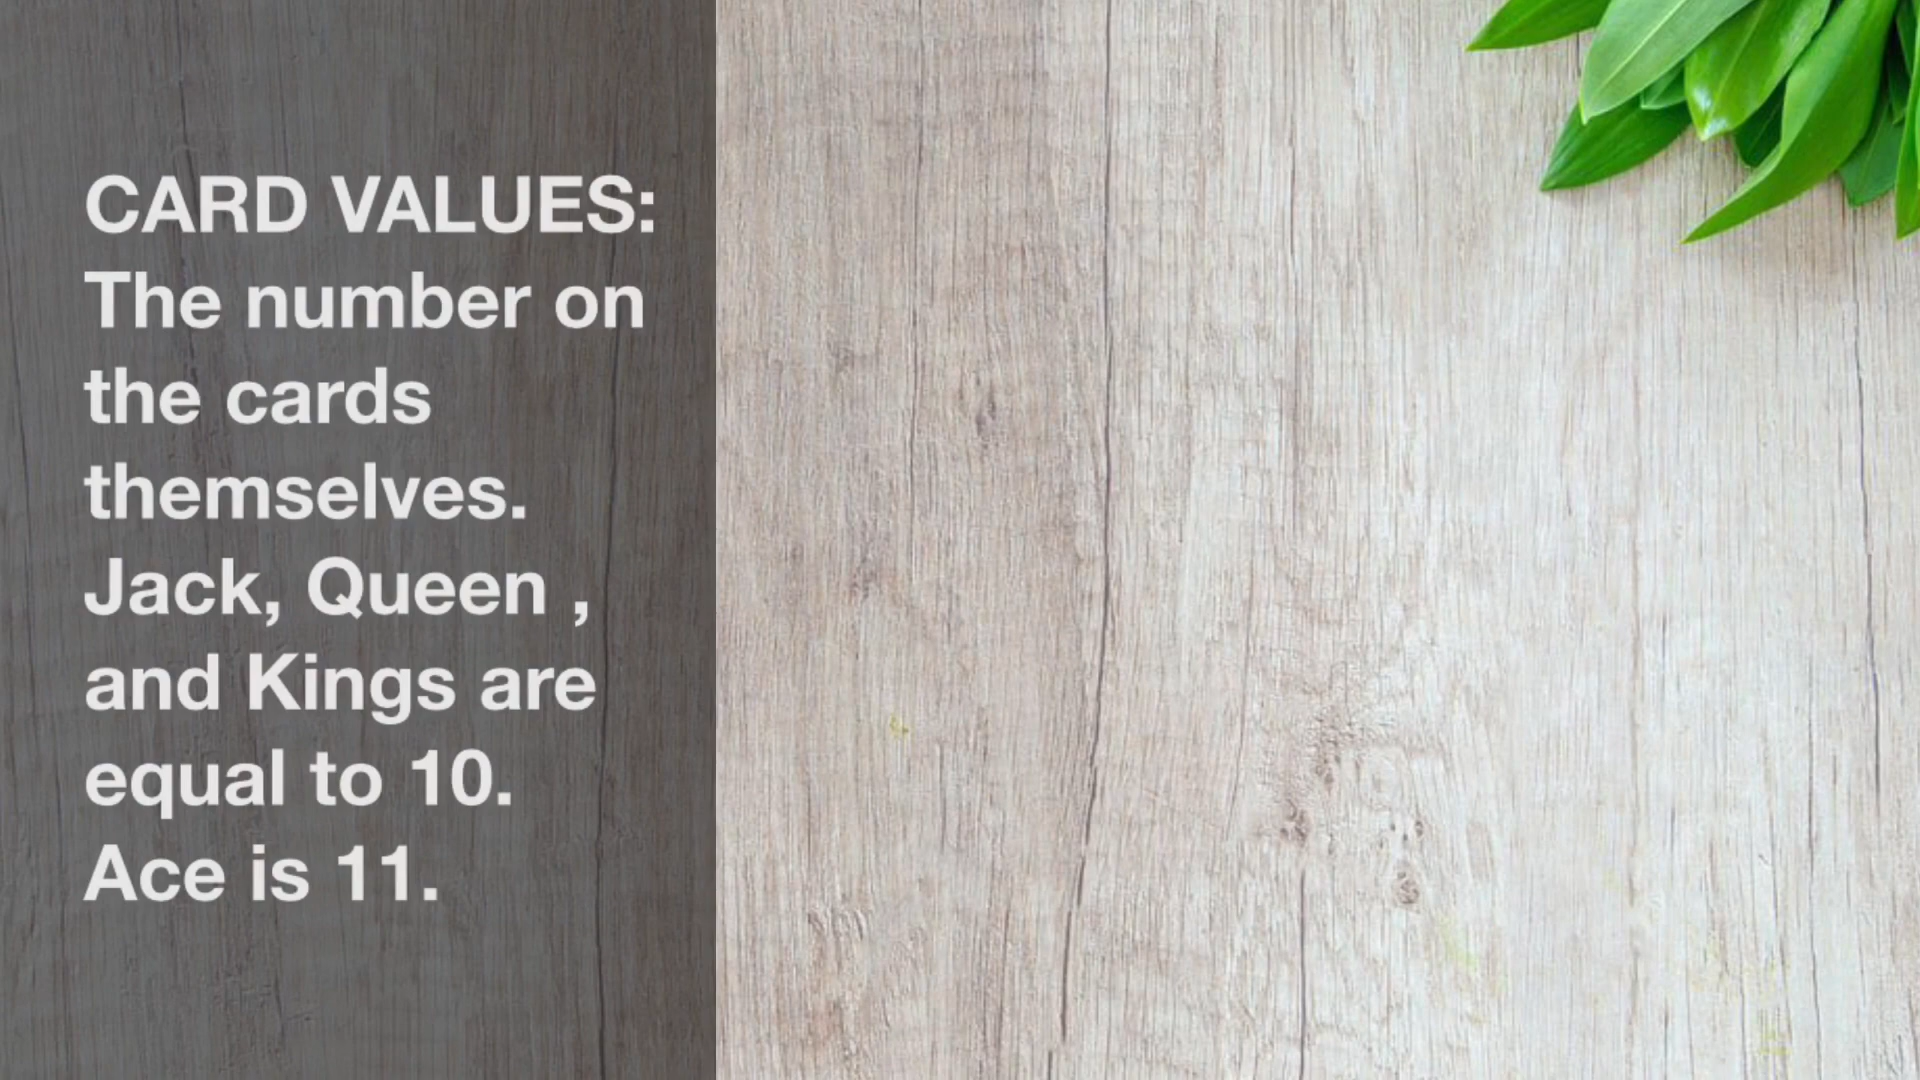 CARD VALUES:
The number on
the cards
themselves.
Jack, Queen ,
and Kings are
equal to 10.
Ace is 11.